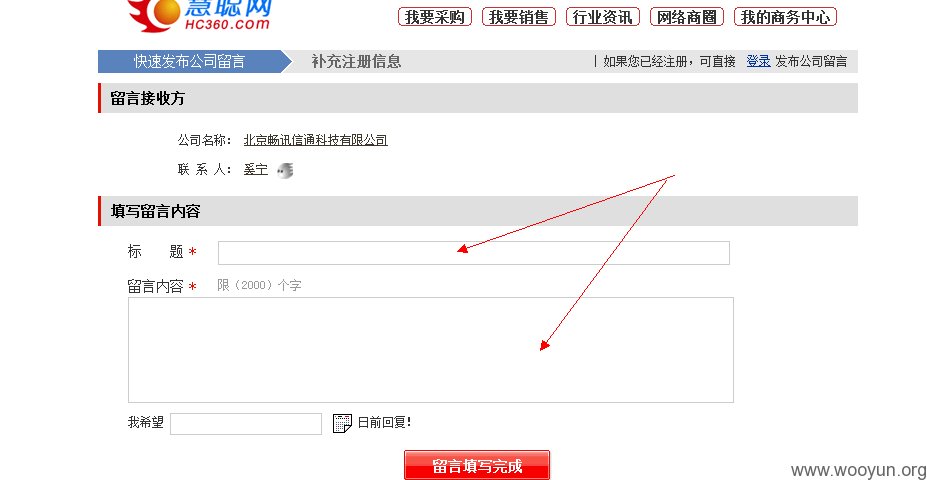 慧聪网
HC360.com
我要采购 我要销售 行业资讯 网络商圈 我的商务中心
快速发布公司留言 补充注册信息 | 如果您已经注册，可直接 登录 发布公司留言
留言接收方
公司名称： 北京畅讯信通科技有限公司
联 系 人： 奚宁
填写留言内容
标 题 *
留言内容 * 限（2000）个字
我希望 日前回复！
留言填写完成
www.wooyun.org